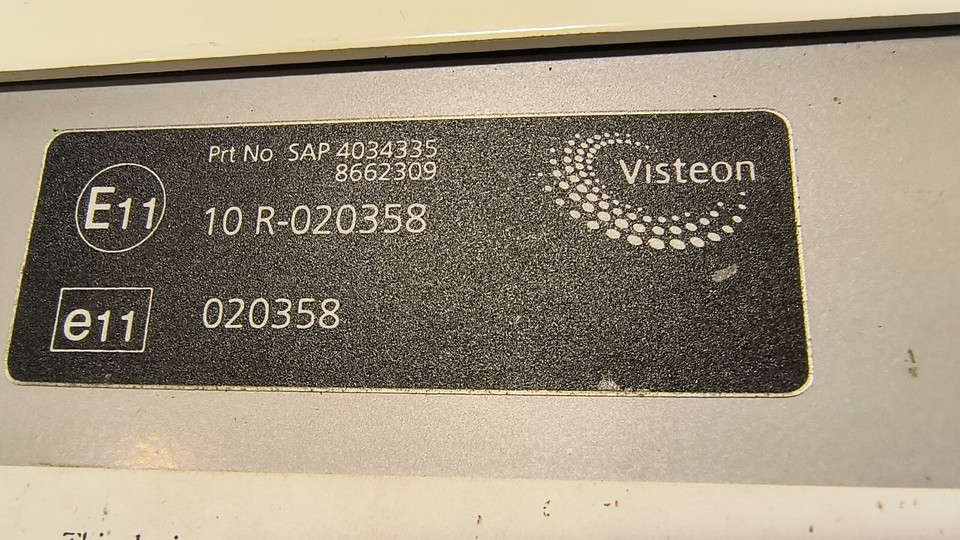 Prt No SAP 4034335
8662309
Visteon
E11
10 R-020358
e11
020358